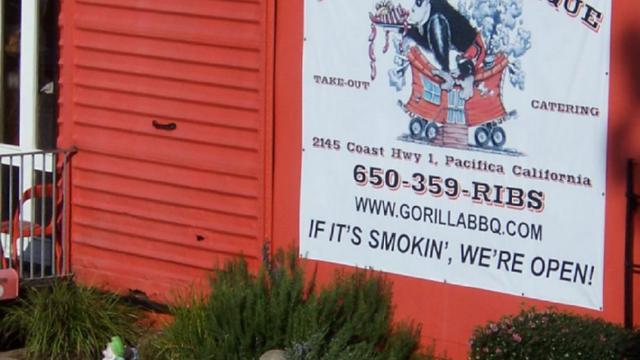 QUE
TAKE-OUT
CATERING
2145 Coast Hwy 1, Pacifica California
650-359-RIBS
WWW.GORILLABBQ.COM
IF IT'S SMOKIN', WE'RE OPEN!